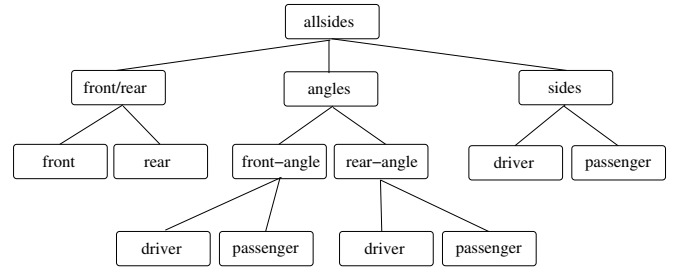 allsides
front/rear
angles
sides
front
rear
front−angle
rear−angle
driver
passenger
driver
passenger
driver
passenger